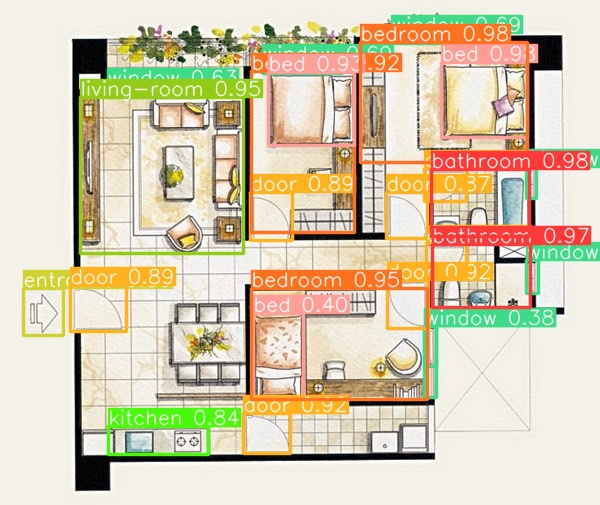 window 0.69
bedroom 0.98
window 0.69
bed 0.98
bed 0.93
.92
window 0.63
living-room 0.95
bathroom 0.98
door 0.89
door 0.87
bathroom 0.97
window
entr
door 0.89
bedroom 0.95
door 0.92
bed 0.40
window 0.38
kitchen 0.84
door 0.92